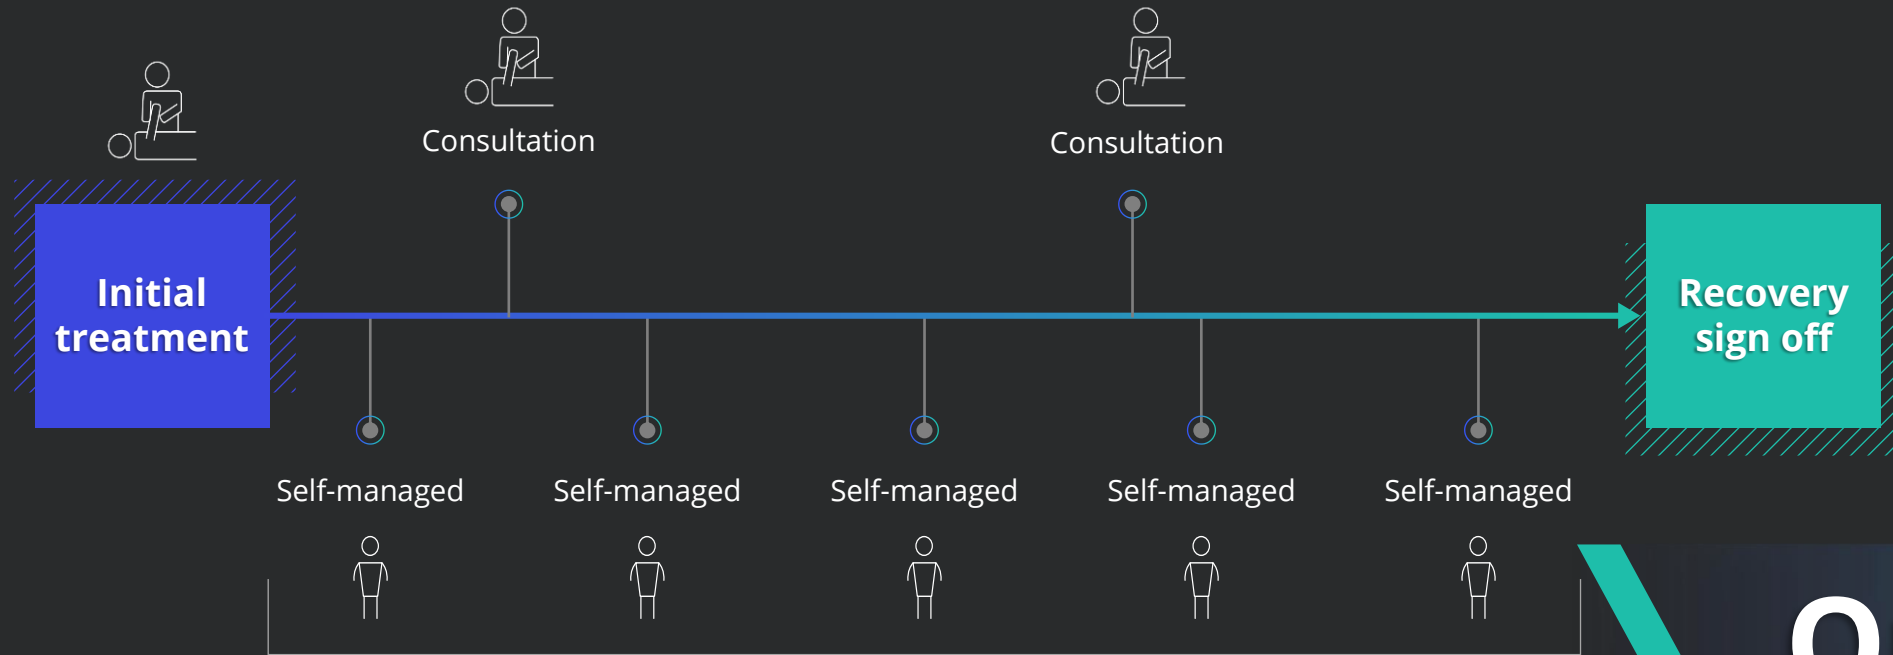 Consultation
Consultation
Initial
treatment
Recovery
sign off
Self-managed
Self-managed
Self-managed
Self-managed
Self-managed